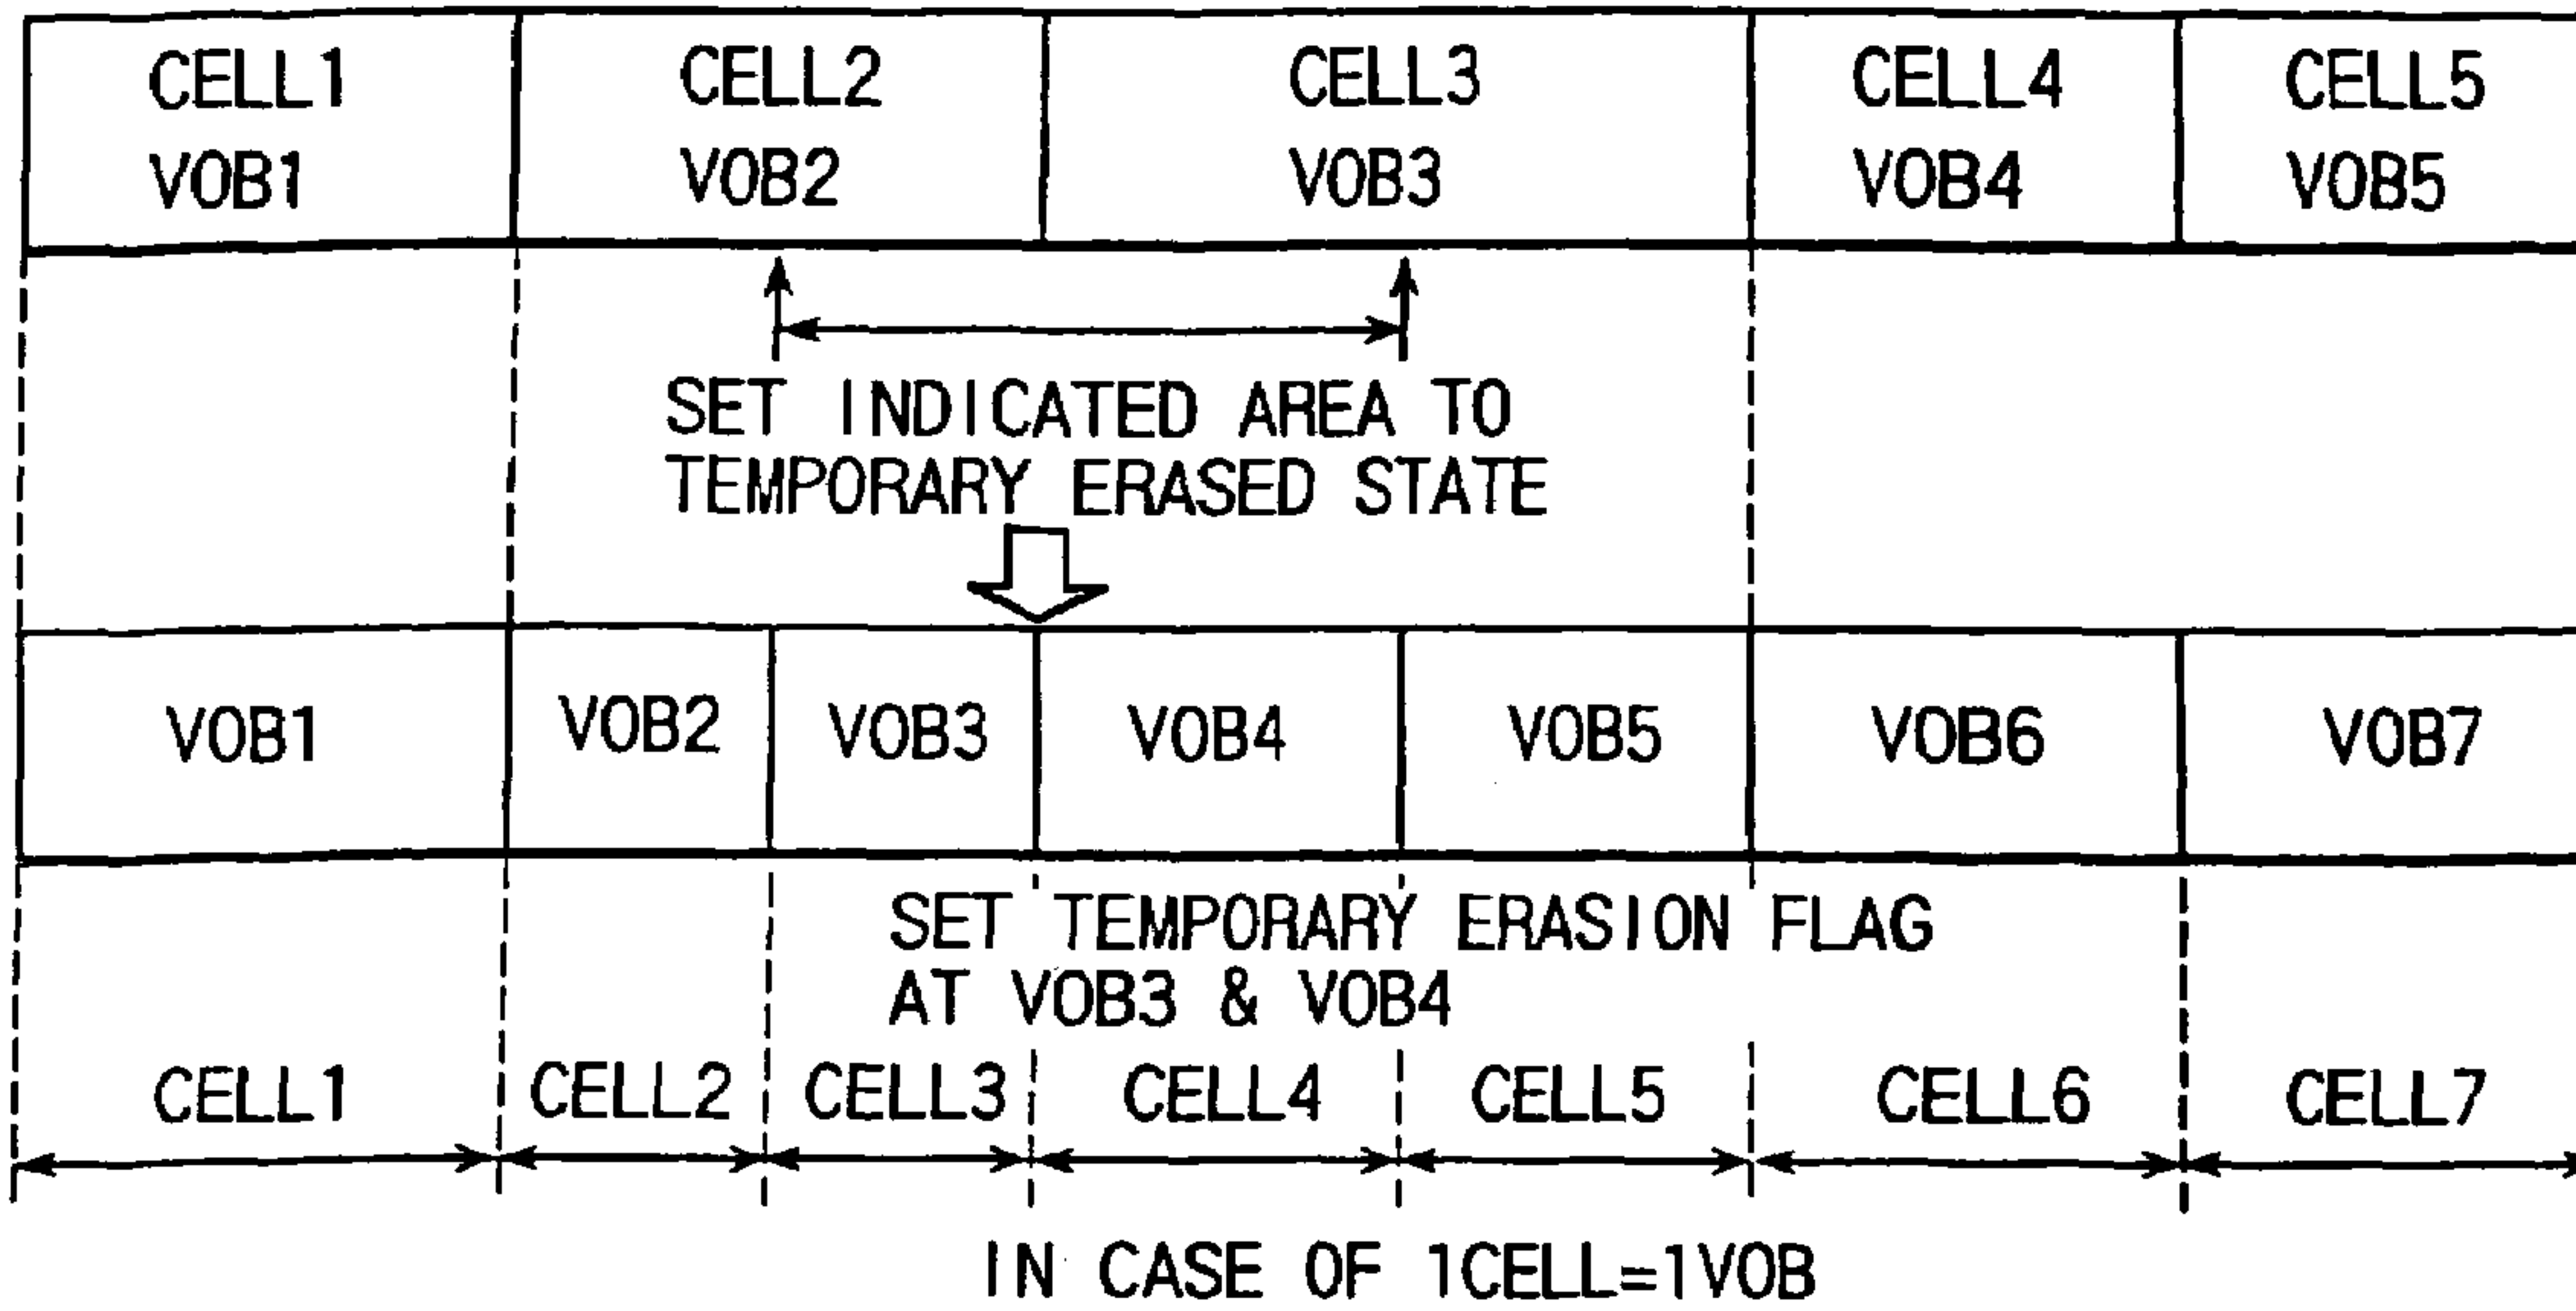 CELL1 CELL2 CELL3 CELL4 CELL5
VOB1 VOB2 VOB3 VOB4 VOB5
SET INDICATED AREA TO
TEMPORARY ERASED STATE
VOB1 VOB2 VOB3 VOB4 VOB5 VOB6 VOB7
SET TEMPORARY ERASION FLAG
AT VOB3 & VOB4
CELL1 CELL2 CELL3 CELL4 CELL5 CELL6 CELL7
IN CASE OF 1CELL=1VOB